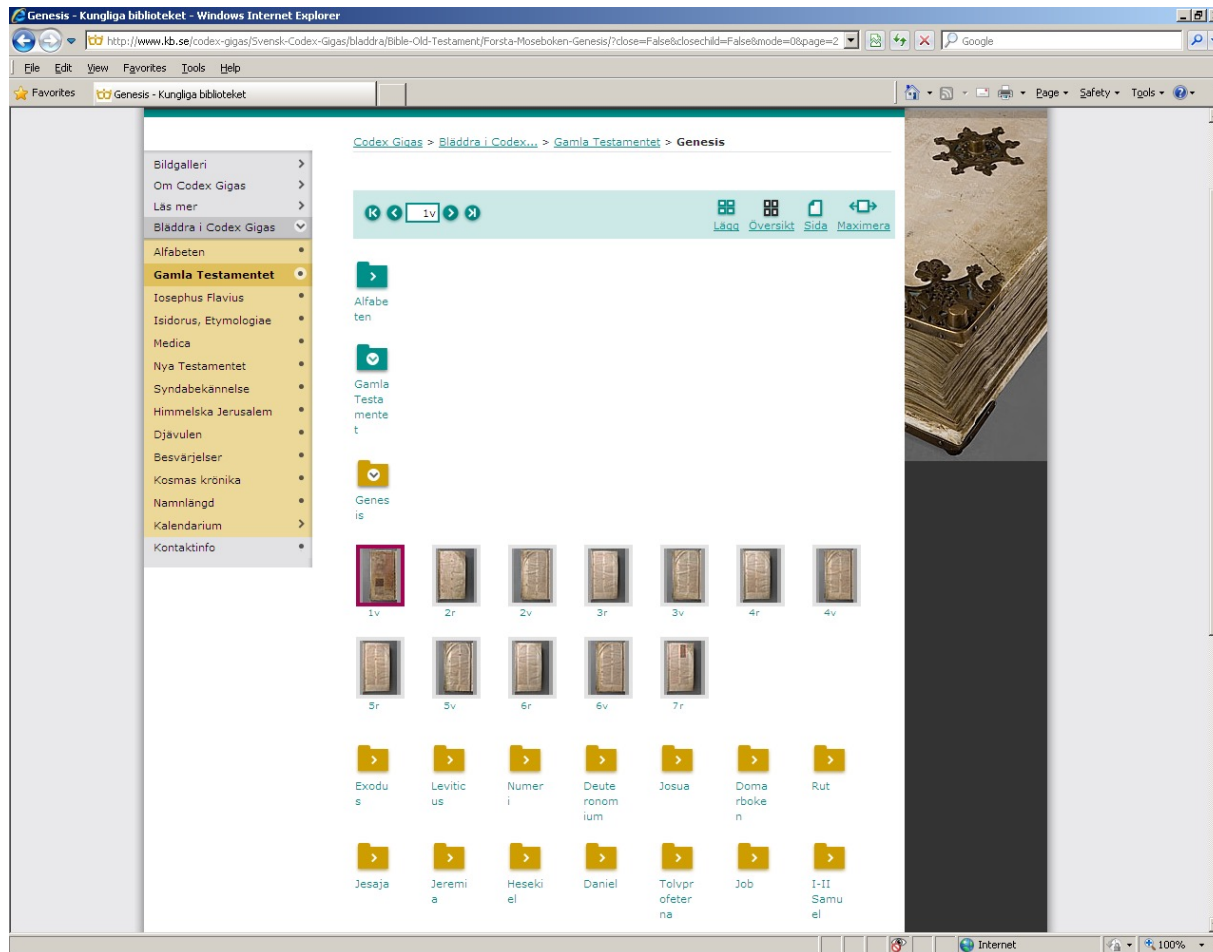 Genesis - Kungliga biblioteket - Windows Internet Explorer
http://www.kb.se/codex-gigas/Svensk-Codex-Gigas/bladdra/Bible-Old-Testament/Forsta-Moseboken-Genesis/?close=False&closechild=False&mode=0&page=2
Google
File Edit View Favorites Tools Help
Favorites
Genesis - Kungliga biblioteket
Page Safety Tools
Codex Gigas > Bläddra i Codex... > Gamla Testamentet > Genesis
Bildgalleri
Om Codex Gigas
Läs mer
Bläddra i Codex Gigas
Alfabeten
Gamla Testamentet
Iosephus Flavius
Isidorus, Etymologiae
Medica
Nya Testamentet
Syndabekännelse
Himmelska Jerusalem
Djävulen
Besvärjelser
Kosmas krönika
Namnlängd
Kalendarium
Kontaktinfo
1v
Lägg Översikt Sida Maximera
Alfabe
ten
Gamla
Testa
mente
t
Genes
is
1v 2r 2v 3r 3v 4r 4v
5r 5v 6r 6v 7r
Exodu
s
Levitic
us
Numer
i
Deute
ronom
ium
Josua
Doma
rboke
n
Rut
Jesaja
Jeremi
a
Heseki
el
Daniel
Tolvpr
ofeter
na
Job
I-II
Samu
el
Internet
100%